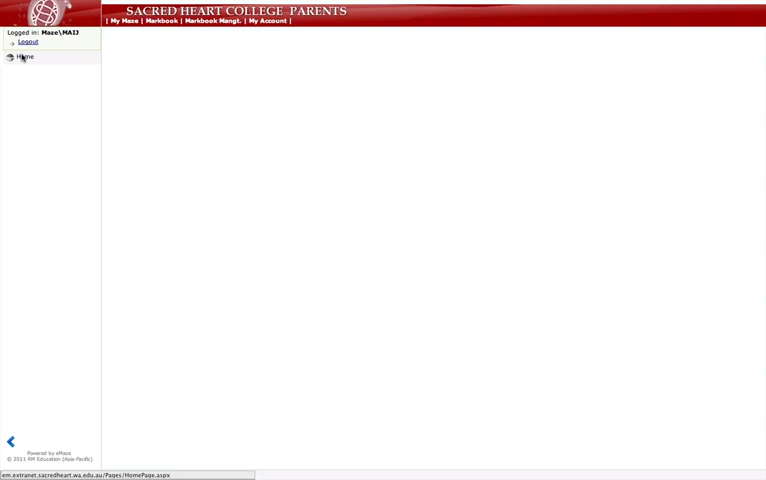 SACRED HEART COLLEGE PARENTS
| My Maze | Markbook | Markbook Mangt. | My Account |
Logged in: Maze\MAIJ
Logout
Home
Powered by eMaze
© 2011 RM Education (Asia-Pacific)
em.extranet.sacredheart.wa.edu.au/Pages/HomePage.aspx